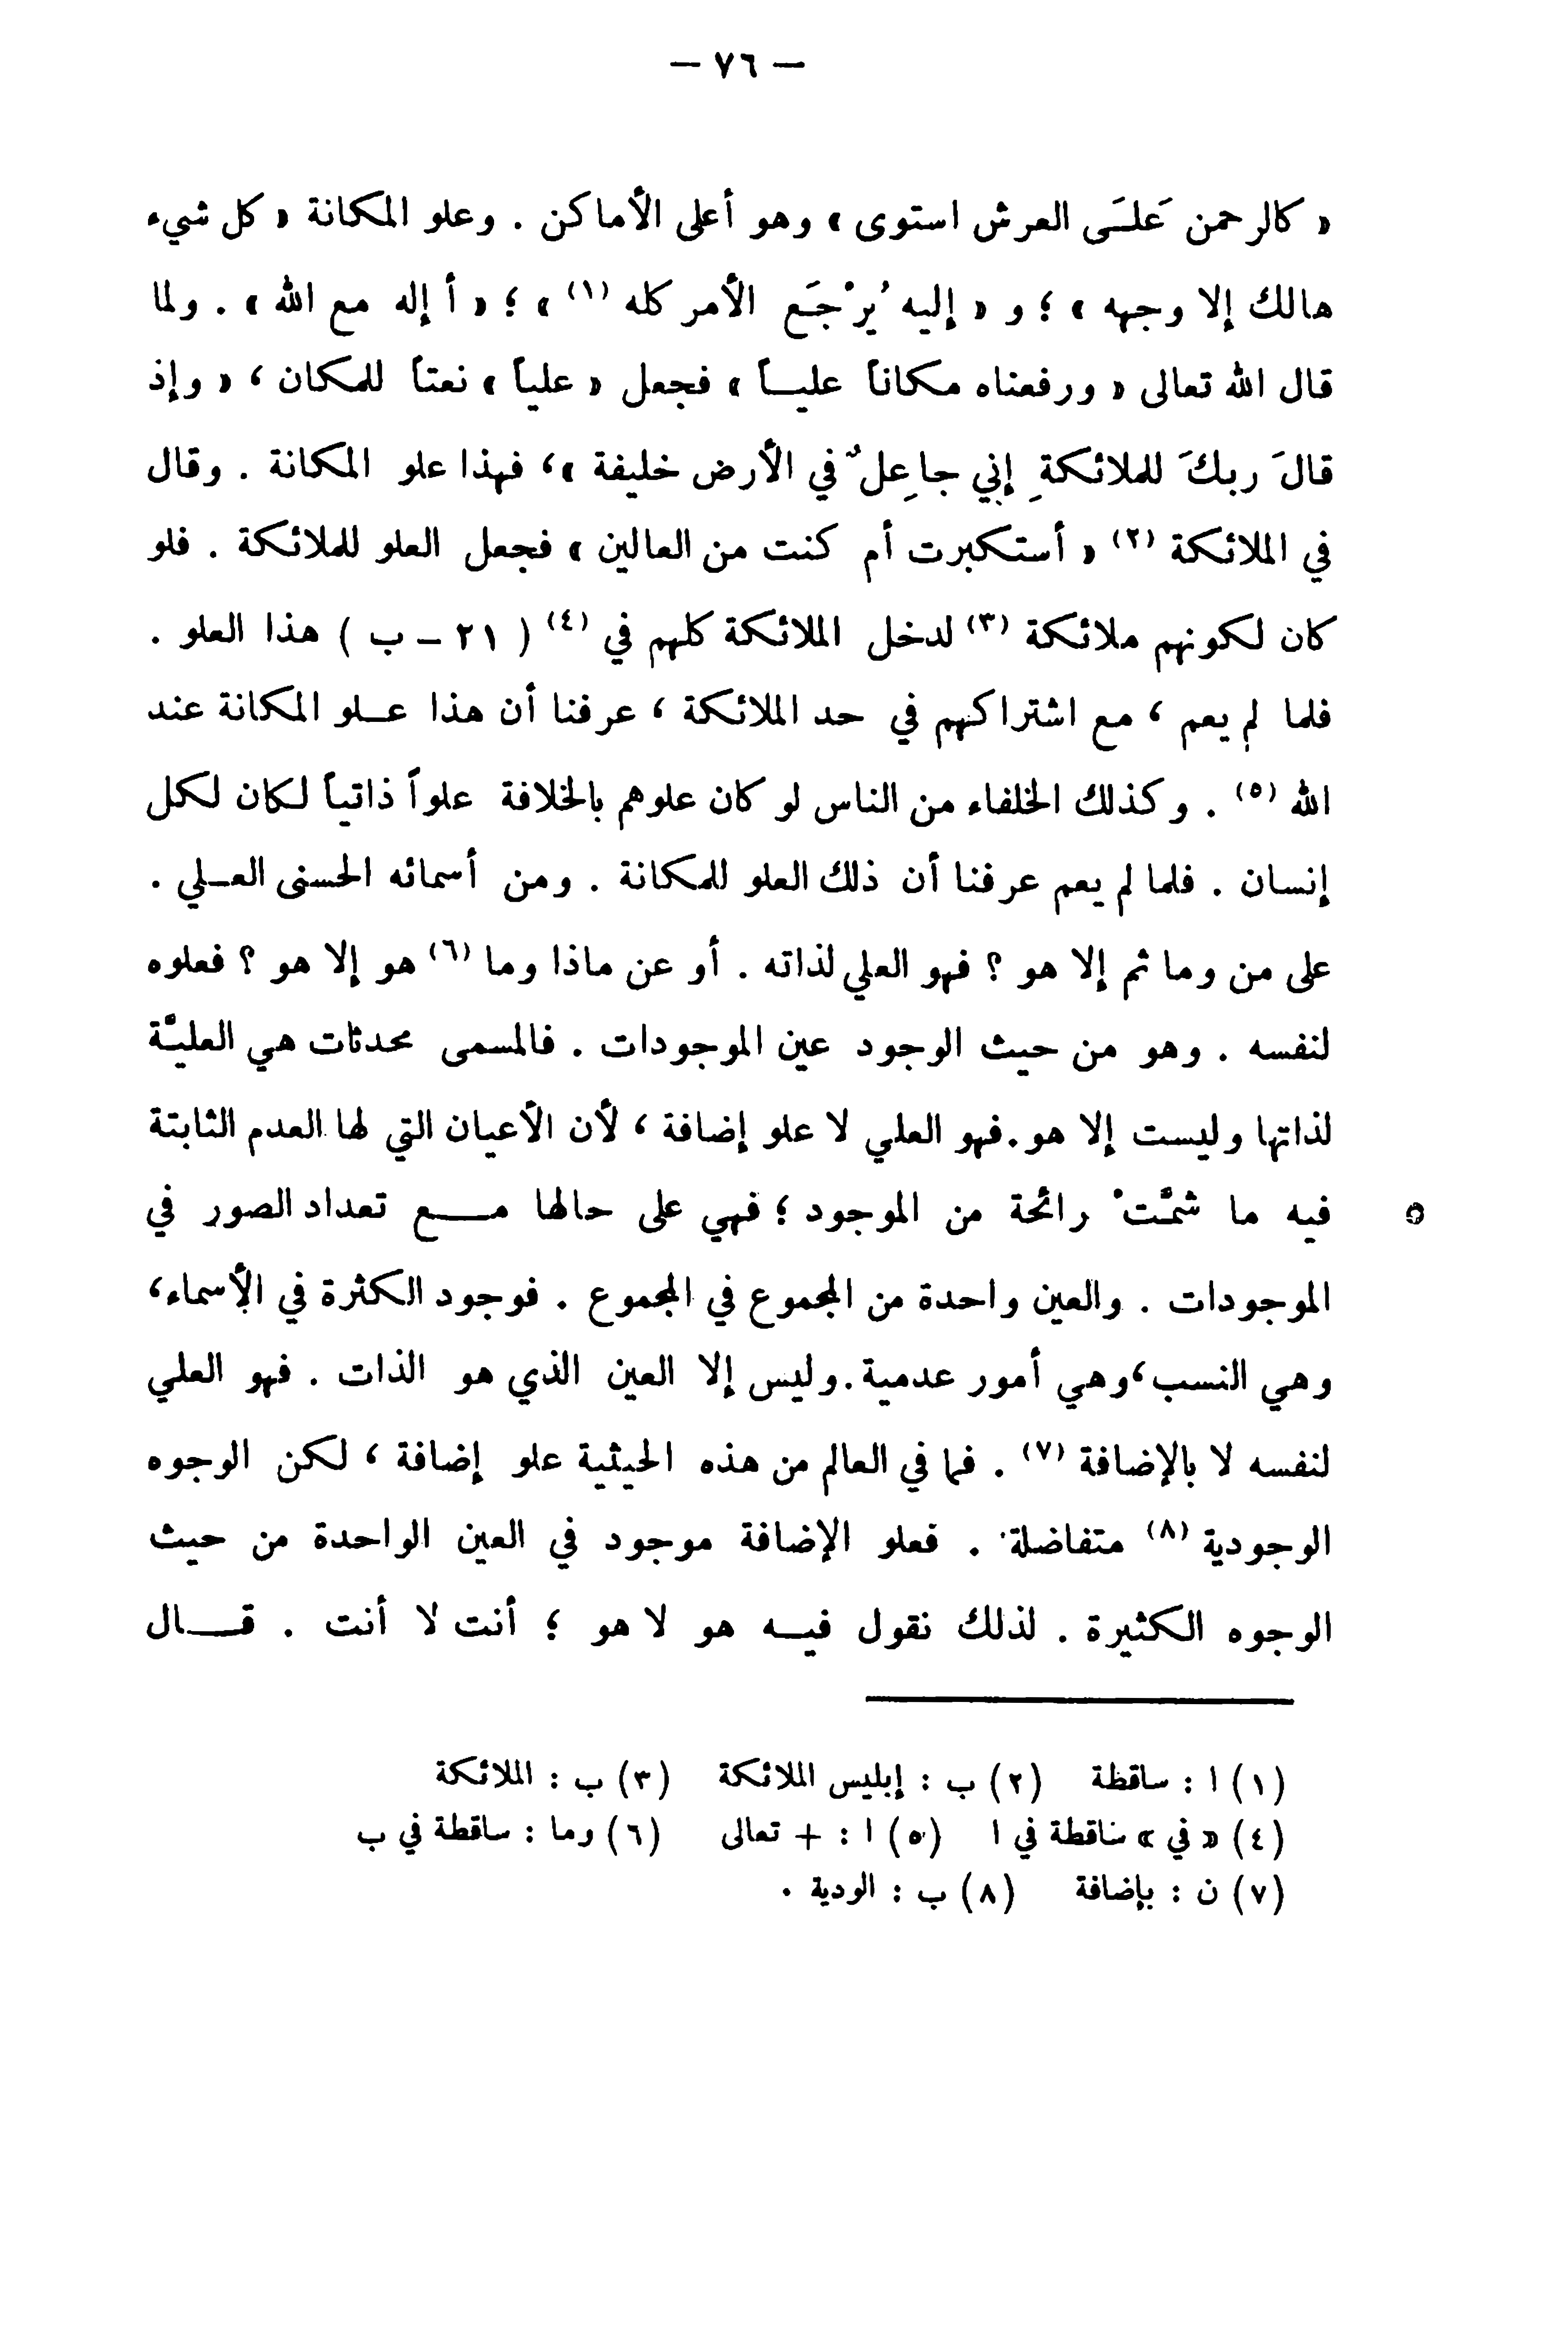 — ٧٦ —
« كالرحمن عَلَى العرش استوى » وهو أعلى الأماكن . وعلو المكانة « كل شيء
هالك إلا وجهه » ؛ و « إليه يُرْجَع الأمر كله (١) » ؛ « أ إله مع الله » . ولما
قال الله تعالى « ورفعناه مكاناً عليـاً » فجعل « علياً » نعتاً للمكان ، « وإذ
قالَ ربكَ للملائكةِ إني جاعِلٌ في الأرض خليفة »، فهذا علو المكانة . وقال
في الملائكة (٢) « أستكبرت أم كنت من العالين » فجعل العلو للملائكة . فلو
كان لكونهم ملائكة (٣) لدخل الملائكة كلهم في (٤) ( ٢١ – ب ) هذا العلو .
فلما لم يعم ، مع اشتراكهم في حد الملائكة ، عرفنا أن هذا عـلو المكانة عند
الله (٥) . وكذلك الخلفاء من الناس لو كان علوهم بالخلافة علواً ذاتياً لكان لكل
إنسان . فلما لم يعم عرفنا أن ذلك العلو للمكانة . ومن أسمائه الحسنى العـلي .
على من وما ثم إلا هو ؟ فهو العلي لذاته . أو عن ماذا وما (٦) هو إلا هو ؟ فعلوه
لنفسه . وهو من حيث الوجود عين الموجودات . فالمسمى محدثات هي العليَّة
لذاتها وليست إلا هو. فهو العلي لا علو إضافة ، لأن الأعيان التي لها العدم الثابتة
فيه ما شمَّتْ رائحة من الموجود ؛ فهي على حالها مـــع تعداد الصور في ٥
الموجودات . والعين واحدة من المجموع في المجموع . فوجود الكثرة في الأسماء،
وهي النسب، وهي أمور عدمية. وليس إلا العين الذي هو الذات . فهو العلي
لنفسه لا بالإضافة (٧) . فما في العالم من هذه الحيثية علو إضافة ، لكن الوجوه
الوجودية (٨) متفاضلة . فعلو الإضافة موجود في العين الواحدة من حيث
الوجوه الكثيرة . لذلك نقول فيـه هو لا هو ؛ أنت لا أنت . قـــال
(١) ا : ساقظة (٢) ب : إبليس الملائكة (٣) ب : الملائكة
(٤) « في » ساقطة في ا (٥) ا : + تعالى (٦) وما : ساقطة في ب
(٧) ن : بإضافة (٨) ب : الودية .